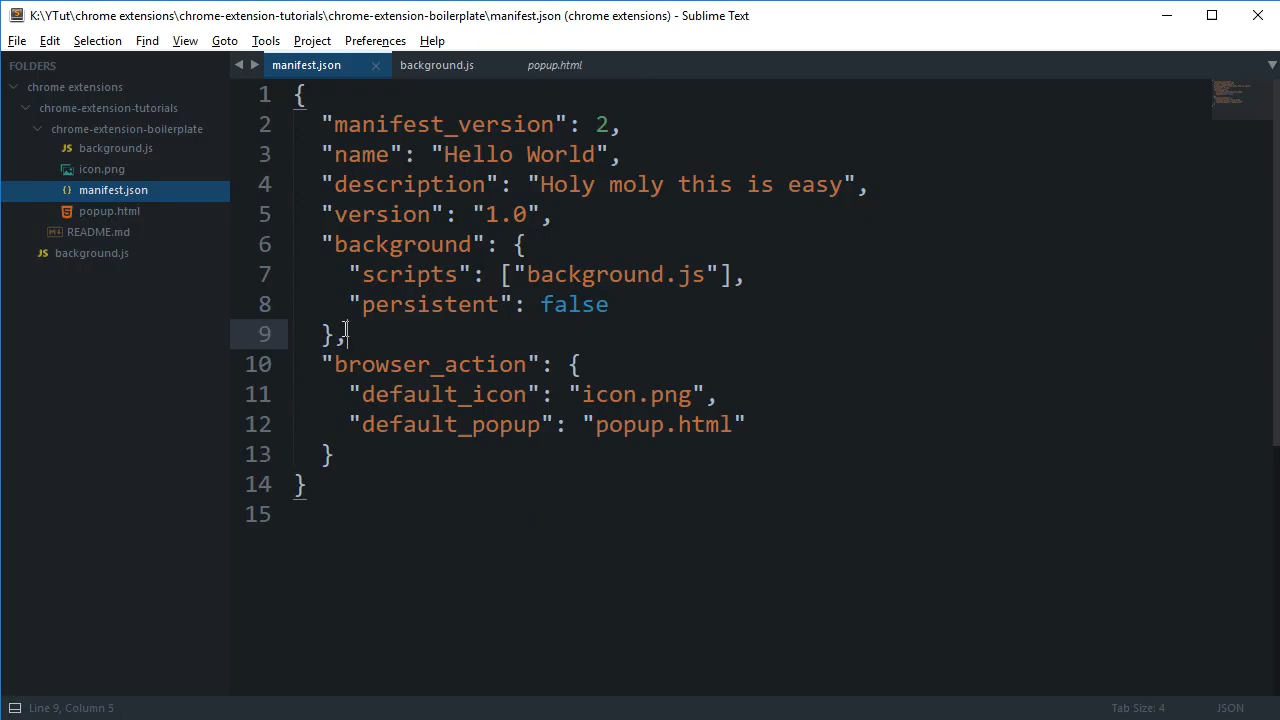 K:\YTut\chrome extensions\chrome-extension-tutorials\chrome-extension-boilerplate\manifest.json (chrome extensions) - Sublime Text
File Edit Selection Find View Goto Tools Project Preferences Help
FOLDERS
chrome extensions
chrome-extension-tutorials
chrome-extension-boilerplate
background.js
icon.png
manifest.json
popup.html
README.md
background.js
manifest.json background.js popup.html
1 {
2 "manifest_version": 2,
3 "name": "Hello World",
4 "description": "Holy moly this is easy",
5 "version": "1.0",
6 "background": {
7 "scripts": ["background.js"],
8 "persistent": false
9 },
10 "browser_action": {
11 "default_icon": "icon.png",
12 "default_popup": "popup.html"
13 }
14 }
15
Line 9, Column 5 Tab Size: 4 JSON